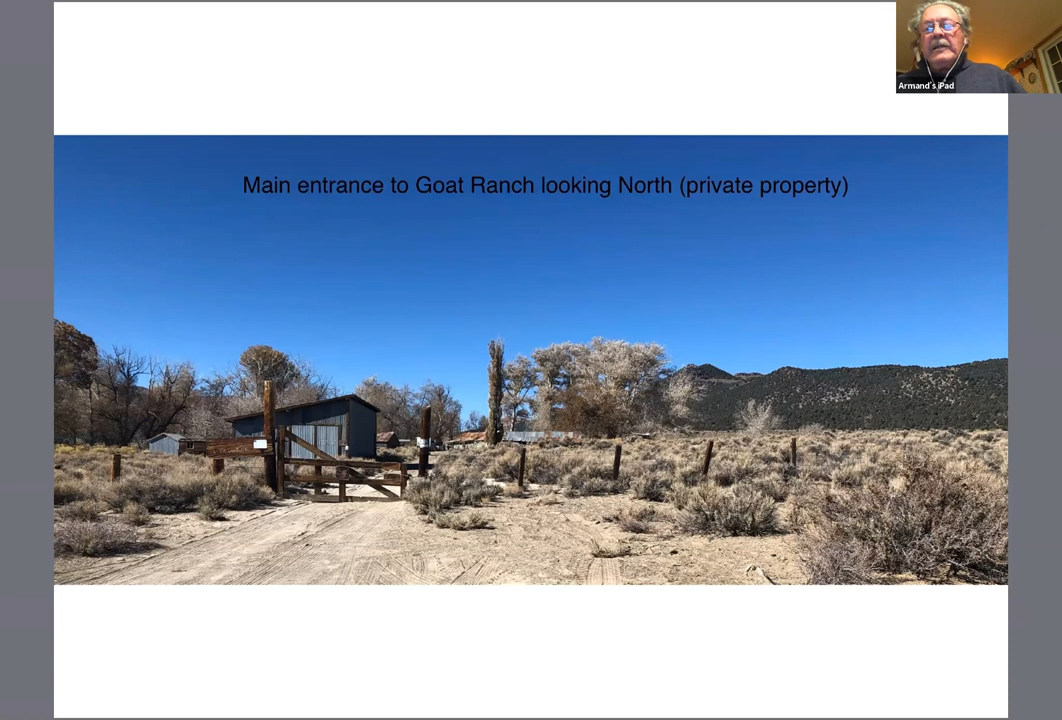 Armand's iPad
Main entrance to Goat Ranch looking North (private property)